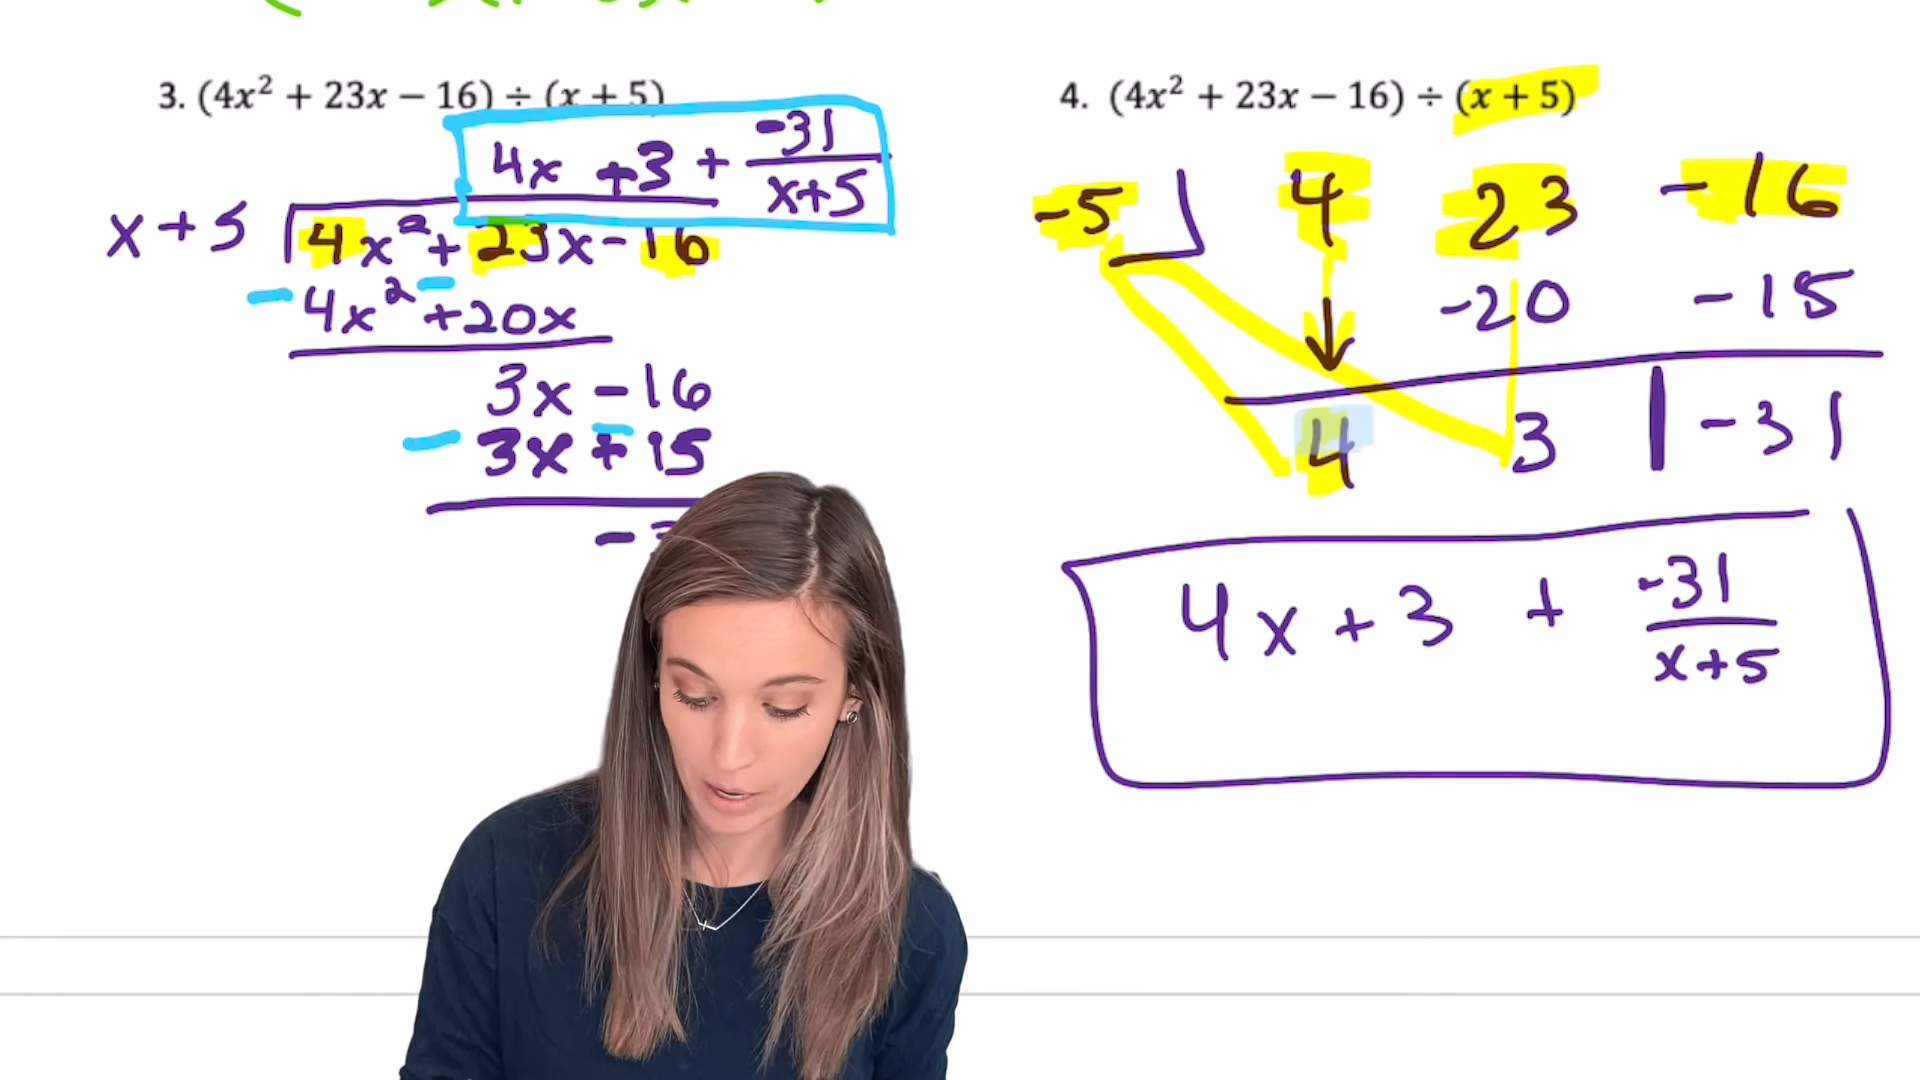 3. (4x² + 23x − 16) ÷ (x + 5)
4x +3 + -31/x+5
x+5 4x² + 23x - 16
- 4x² + 20x
3x - 16
- 3x + 15
4. (4x² + 23x − 16) ÷ (x + 5)
-5 4 23 -16
-20 -15
4 3 | -31
4x + 3 + -31/x+5